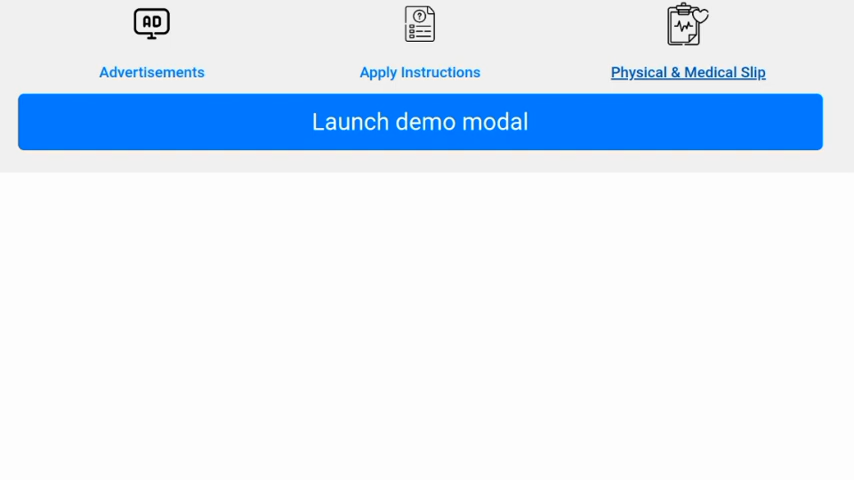 AD
Advertisements
Apply Instructions
Physical & Medical Slip
Launch demo modal